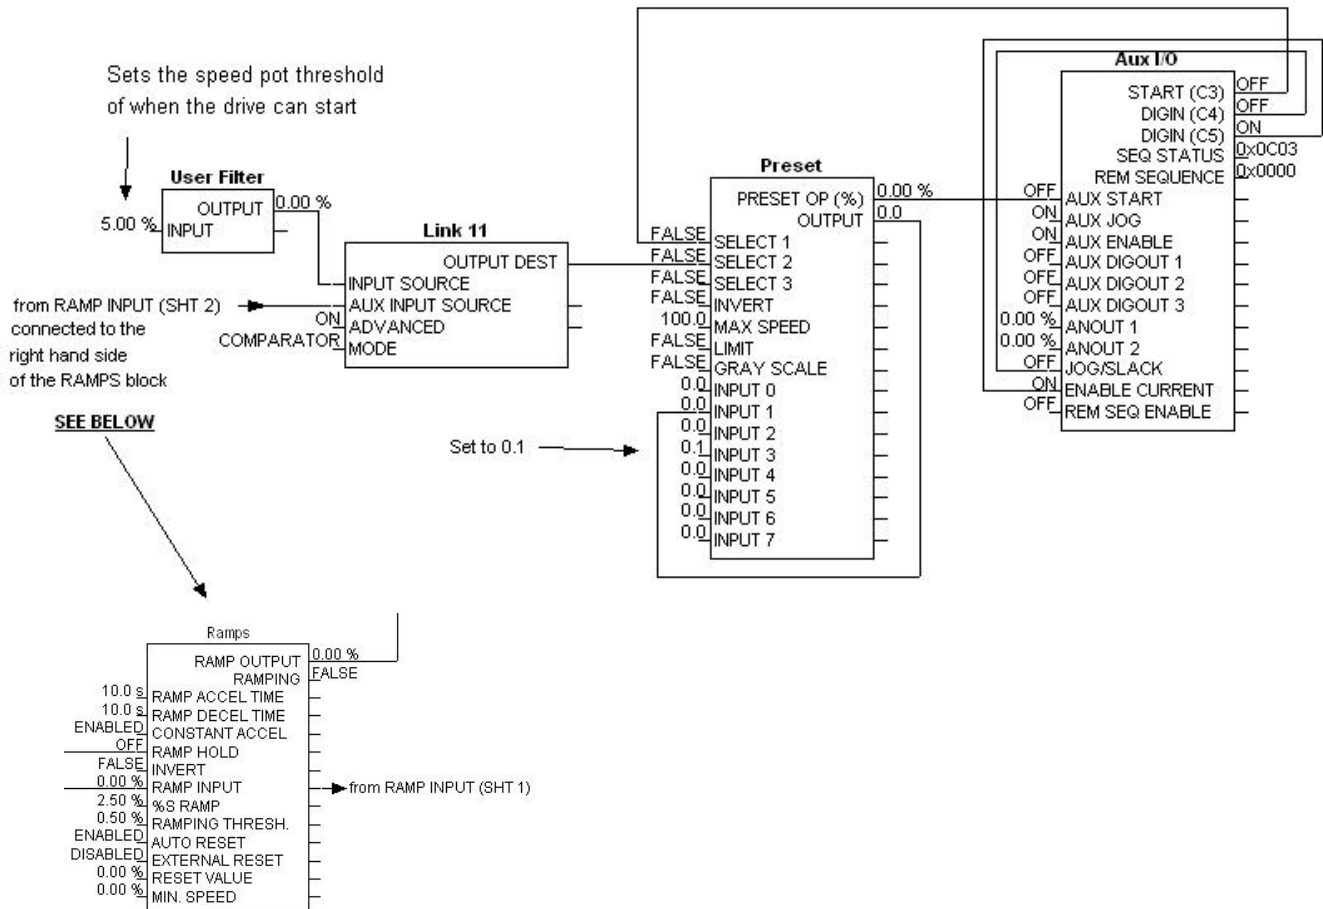 Sets the speed pot threshold
of when the drive can start
User Filter
OUTPUT 0.00 %
5.00 % INPUT
Link 11
OUTPUT DEST
INPUT SOURCE
AUX INPUT SOURCE
ON ADVANCED
COMPARATOR MODE
from RAMP INPUT (SHT 2)
connected to the
right hand side
of the RAMPS block
SEE BELOW
Preset
PRESET OP (%) 0.00 %
OUTPUT 0.0
FALSE SELECT 1
FALSE SELECT 2
FALSE SELECT 3
FALSE INVERT
100.0 MAX SPEED
FALSE LIMIT
FALSE GRAY SCALE
0.0 INPUT 0
0.0 INPUT 1
0.0 INPUT 2
0.1 INPUT 3
0.0 INPUT 4
0.0 INPUT 5
0.0 INPUT 6
0.0 INPUT 7
Set to 0.1
Aux I/O
START (C3) OFF
DIGIN (C4) OFF
DIGIN (C5) ON
SEQ STATUS 0x0C03
REM SEQUENCE 0x0000
OFF AUX START
ON AUX JOG
ON AUX ENABLE
OFF AUX DIGOUT 1
OFF AUX DIGOUT 2
OFF AUX DIGOUT 3
0.00 % ANOUT 1
0.00 % ANOUT 2
OFF JOG/SLACK
ON ENABLE CURRENT
OFF REM SEQ ENABLE
Ramps
RAMP OUTPUT 0.00 %
RAMPING FALSE
10.0 s RAMP ACCEL TIME
10.0 s RAMP DECEL TIME
ENABLED CONSTANT ACCEL
OFF RAMP HOLD
FALSE INVERT
0.00 % RAMP INPUT
from RAMP INPUT (SHT 1)
2.50 % %S RAMP
0.50 % RAMPING THRESH.
ENABLED AUTO RESET
DISABLED EXTERNAL RESET
0.00 % RESET VALUE
0.00 % MIN. SPEED